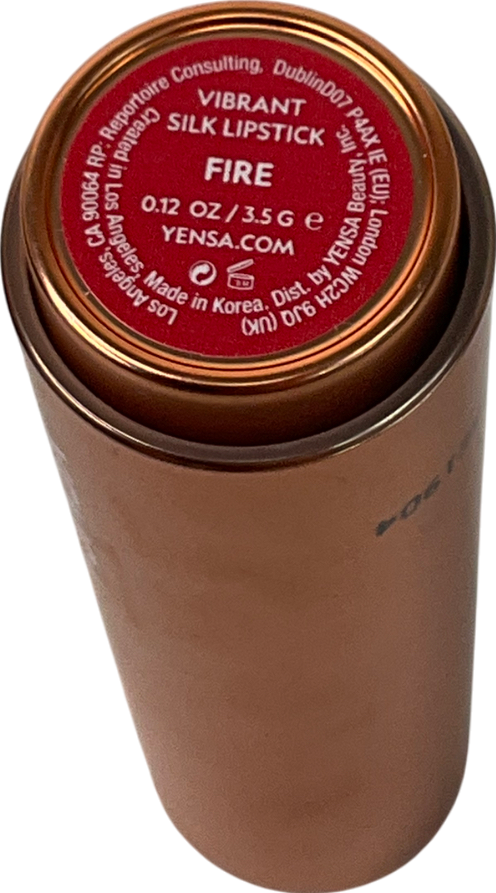 VIBRANT
SILK LIPSTICK
FIRE
0.12 OZ / 3.5 G ℮
YENSA.COM
Created in Los Angeles. Made in Korea. Dist. by YENSA Beauty, Inc.
Los Angeles, CA 90064 RP: Repertoire Consulting, DublinD07 P4AX IE (EU); London WC2H 9JQ (UK)